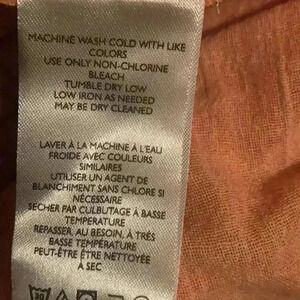 MACHINE WASH COLD WITH LIKE
COLORS
USE ONLY NON-CHLORINE
BLEACH
TUMBLE DRY LOW
LOW IRON AS NEEDED
MAY BE DRY CLEANED
LAVER À LA MACHINE À L'EAU
FROIDE AVEC COULEURS
SIMILAIRES
UTILISER UN AGENT DE
BLANCHIMENT SANS CHLORE SI
NÉCESSAIRE
SECHER PAR CULBUTAGE À BASSE
TEMPÉRATURE
REPASSER, AU BESOIN, À TRÈS
BASSE TEMPÉRATURE
PEUT-ÊTRE ÊTRE NETTOYÉE
À SEC
30